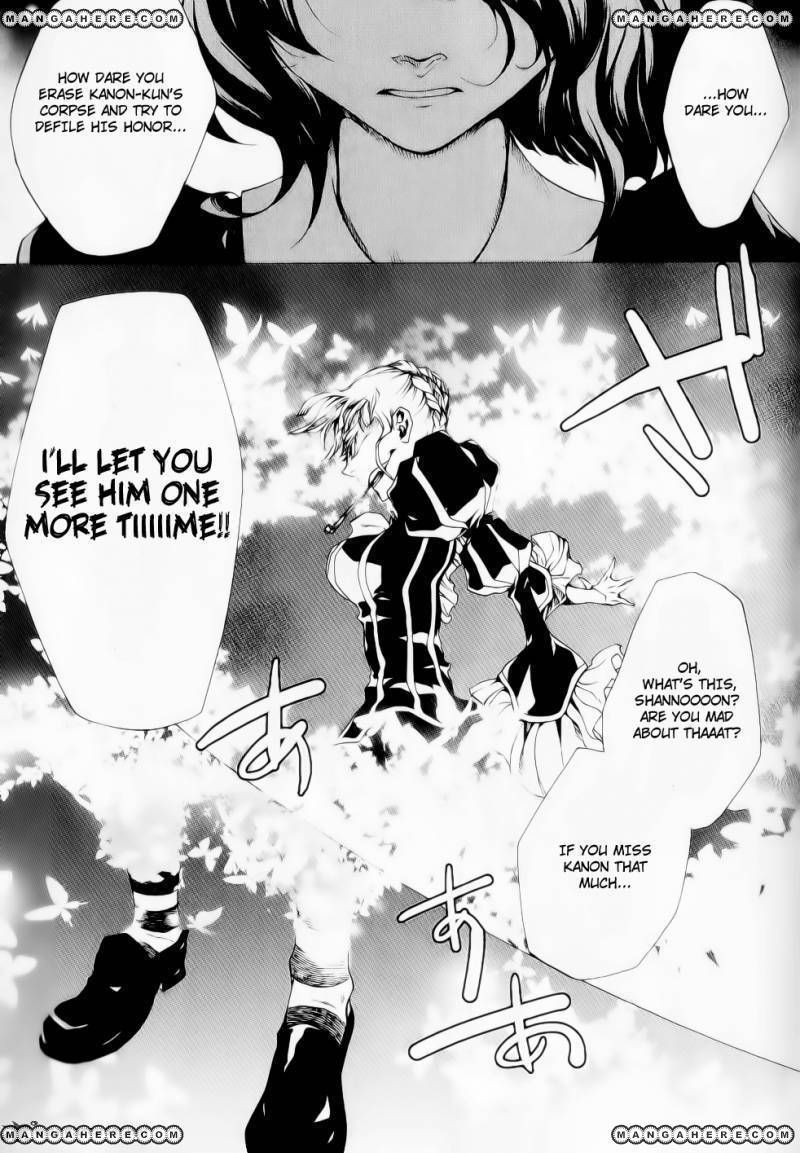 MANGAHERE.COM
MANGAHERE.COM
...HOW
DARE YOU...
HOW DARE YOU
ERASE KANON-KUN'S
CORPSE AND TRY TO
DEFILE HIS HONOR...
OH,
WHAT'S THIS,
SHANNOOOON?
ARE YOU MAD
ABOUT THAAAT?
IF YOU MISS
KANON THAT
MUCH...
I'LL LET YOU
SEE HIM ONE
MORE TIIIIIME!!
あ
あ
あ
MANGAHERE.COM
MANGAHERE.COM